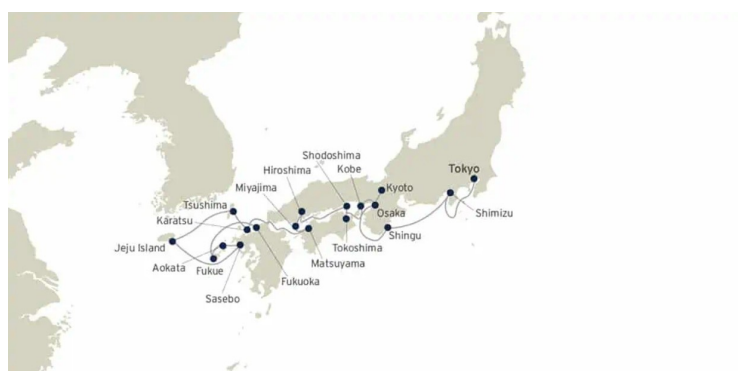 Shodoshima
Kobe
Hiroshima
Tokyo
Miyajima
Kyoto
Tsushima
Osaka
Shimizu
Karatsu
Shingu
Jeju Island
Tokoshima
Matsuyama
Aokata
Fukue
Fukuoka
Sasebo